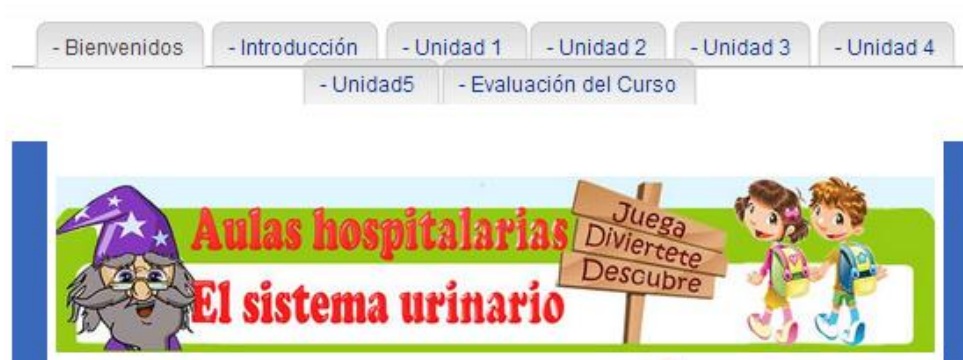 - Bienvenidos - Introducción - Unidad 1 - Unidad 2 - Unidad 3 - Unidad 4
- Unidad5 - Evaluación del Curso
Aulas hospitalarias
El sistema urinario
Juega
Diviertete
Descubre